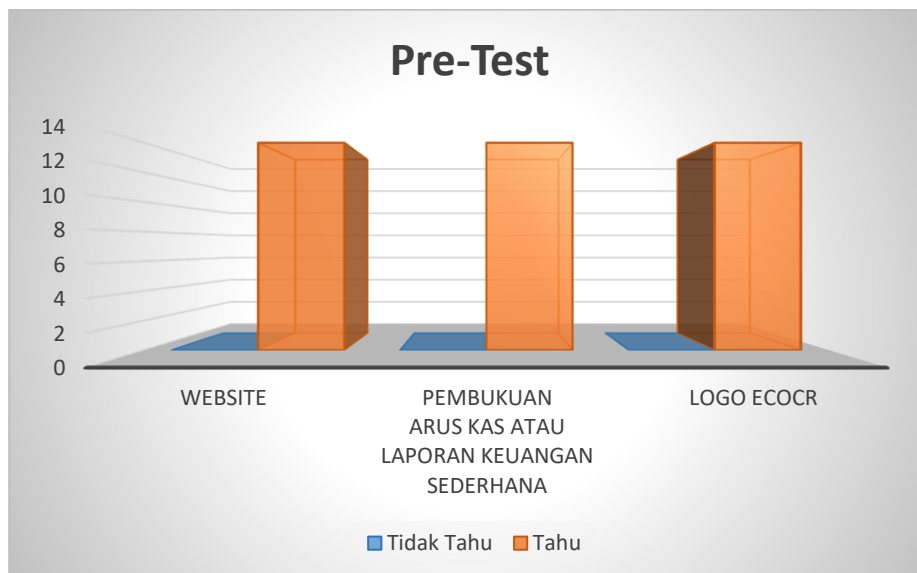 Pre-Test
14
12
10
8
6
4
2
0
WEBSITE
PEMBUKUAN
ARUS KAS ATAU
LAPORAN KEUANGAN
SEDERHANA
LOGO ECOCR
Tidak Tahu
Tahu